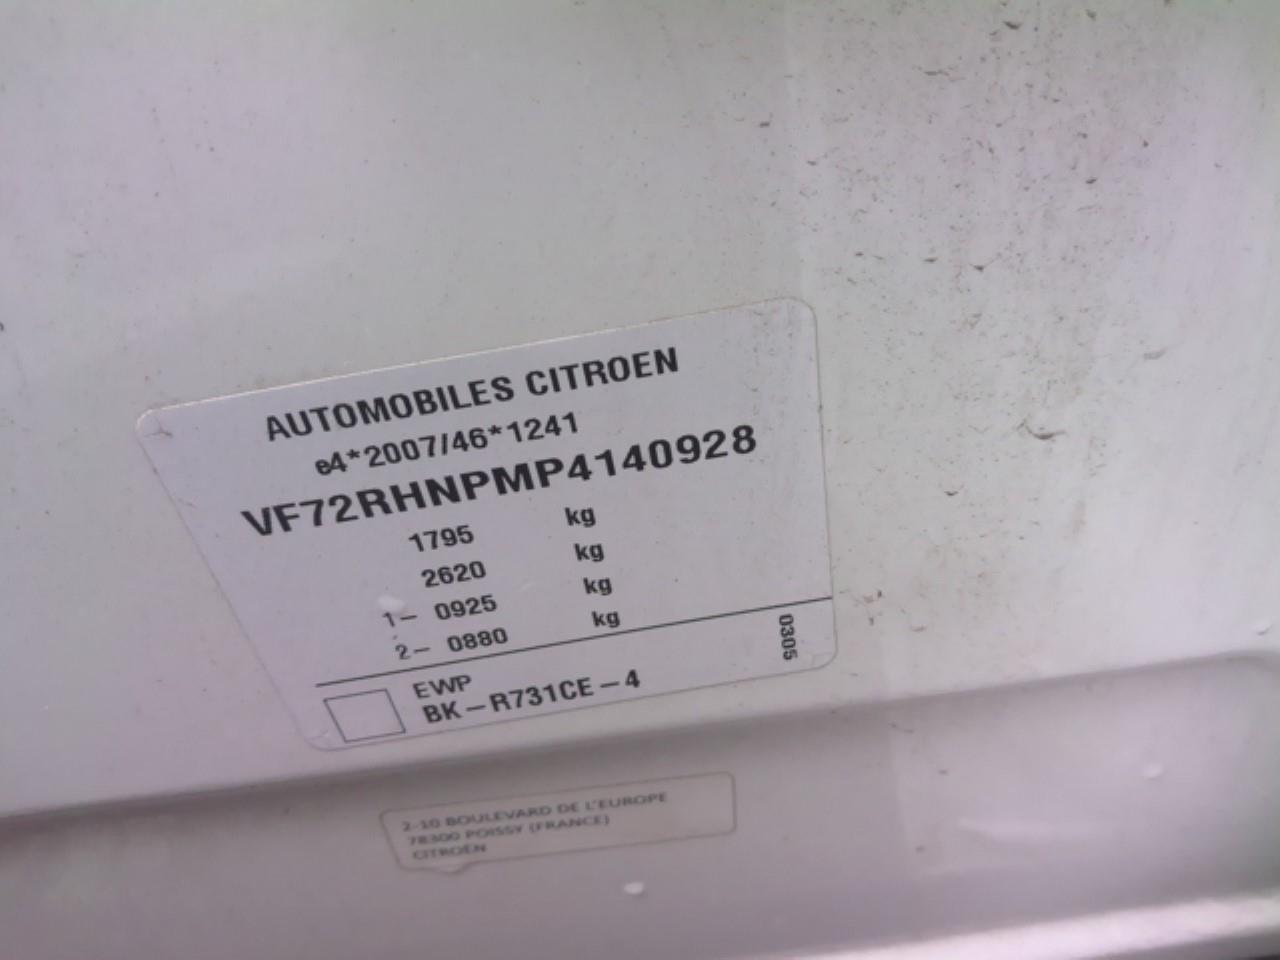 AUTOMOBILES CITROEN
e4*2007/46*1241
VF72RHNPMP4140928
1795 kg
2620 kg
1- 0925 kg
2- 0880 kg
0305
EWP
BK-R731CE-4
2-10 BOULEVARD DE L'EUROPE
78300 POISSY (FRANCE)
CITROËN